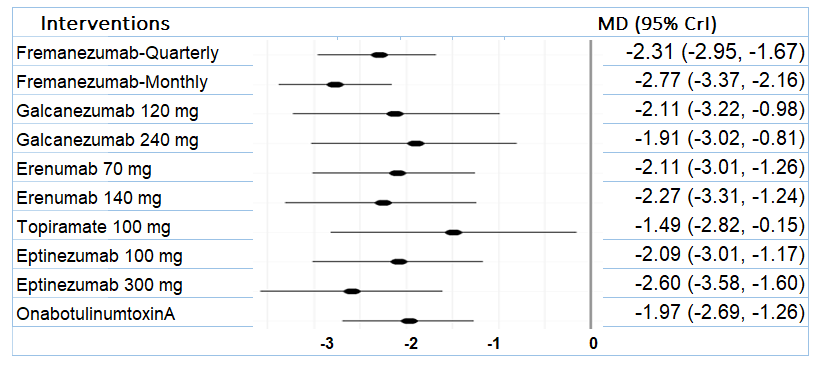 Interventions MD (95% CrI)
Fremanezumab-Quarterly -2.31 (-2.95, -1.67)
Fremanezumab-Monthly -2.77 (-3.37, -2.16)
Galcanezumab 120 mg -2.11 (-3.22, -0.98)
Galcanezumab 240 mg -1.91 (-3.02, -0.81)
Erenumab 70 mg -2.11 (-3.01, -1.26)
Erenumab 140 mg -2.27 (-3.31, -1.24)
Topiramate 100 mg -1.49 (-2.82, -0.15)
Eptinezumab 100 mg -2.09 (-3.01, -1.17)
Eptinezumab 300 mg -2.60 (-3.58, -1.60)
OnabotulinumtoxinA -1.97 (-2.69, -1.26)
-3 -2 -1 0